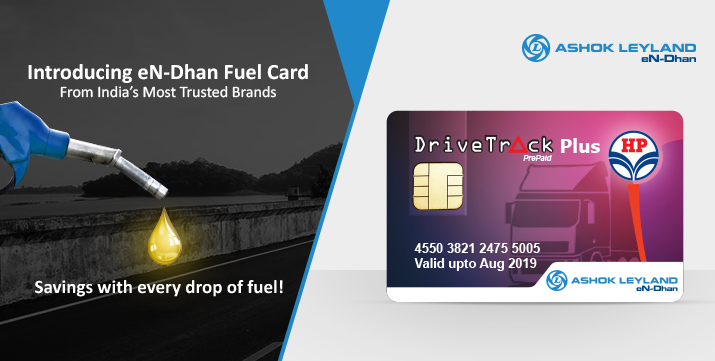 Introducing eN-Dhan Fuel Card
From India's Most Trusted Brands
Savings with every drop of fuel!
ASHOK LEYLAND
eN-Dhan
DriveTrack Plus
PrePaid
HP
4550 3821 2475 5005
Valid upto Aug 2019
ASHOK LEYLAND
eN-Dhan